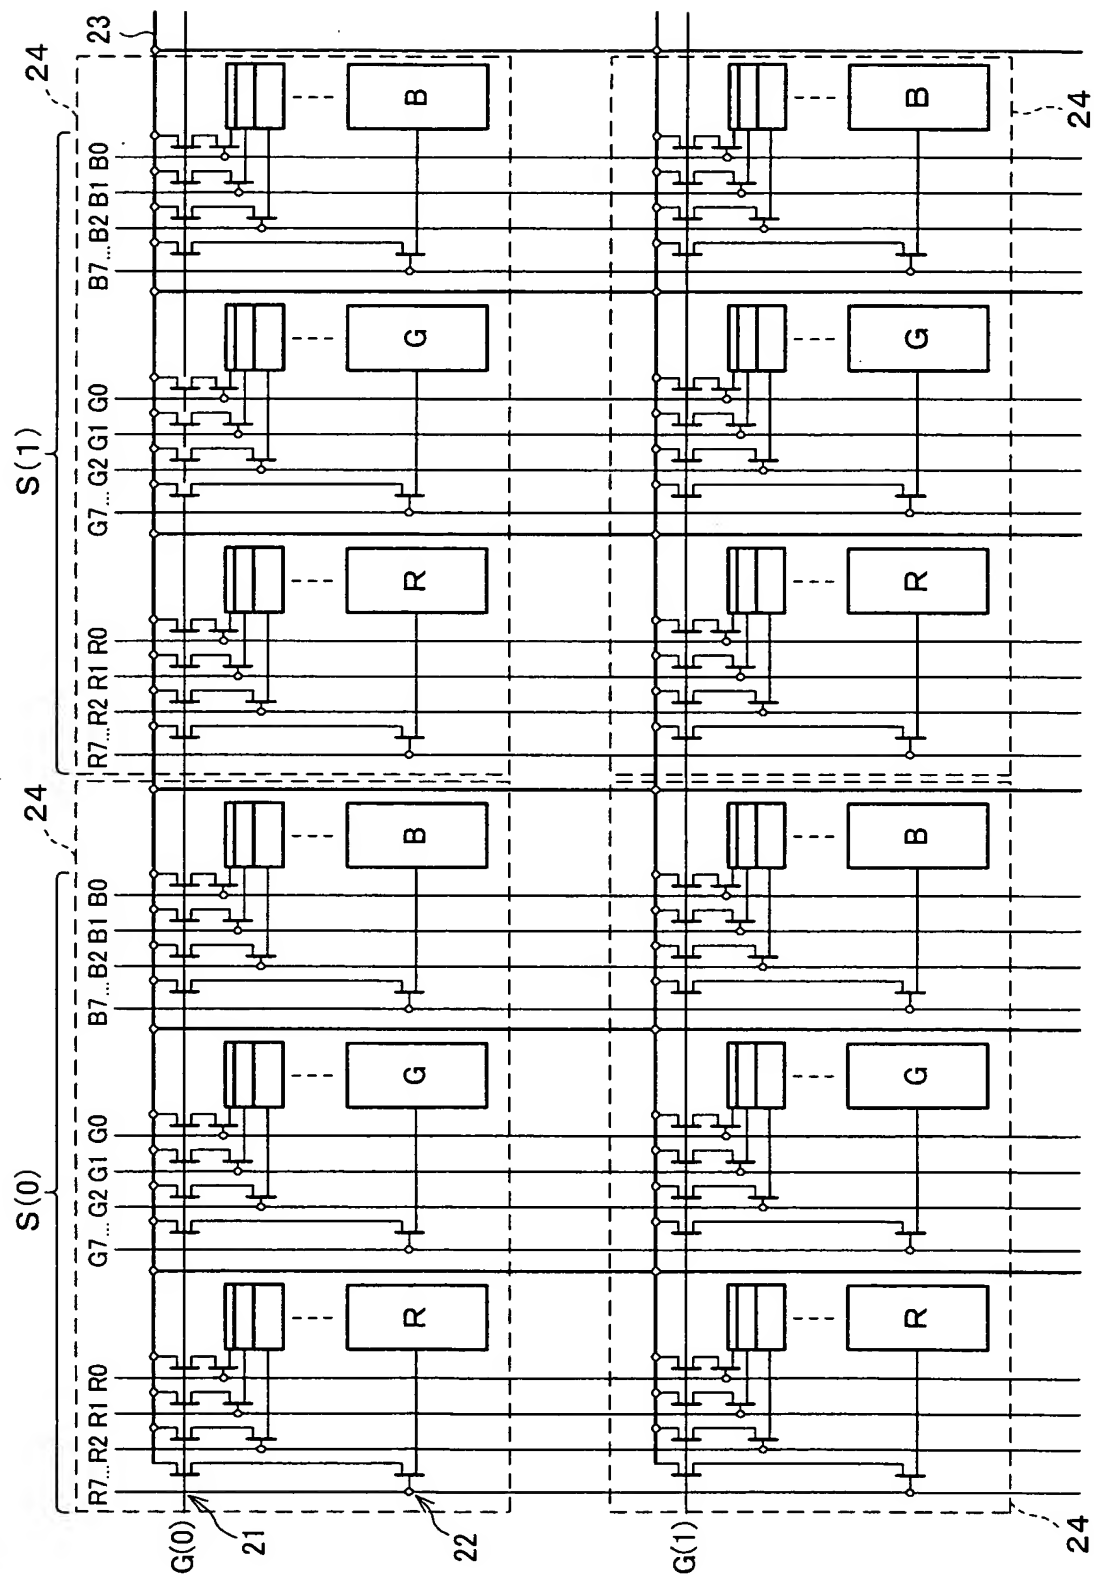 S(0) S(1)
24 24
R7...R2 R1 R0 G7...G2 G1 G0 B7...B2 B1 B0 R7...R2 R1 R0 G7...G2 G1 G0 B7...B2 B1 B0 23
G(0)
21
R G B R G B
22
G(1)
R G B R G B
24 24